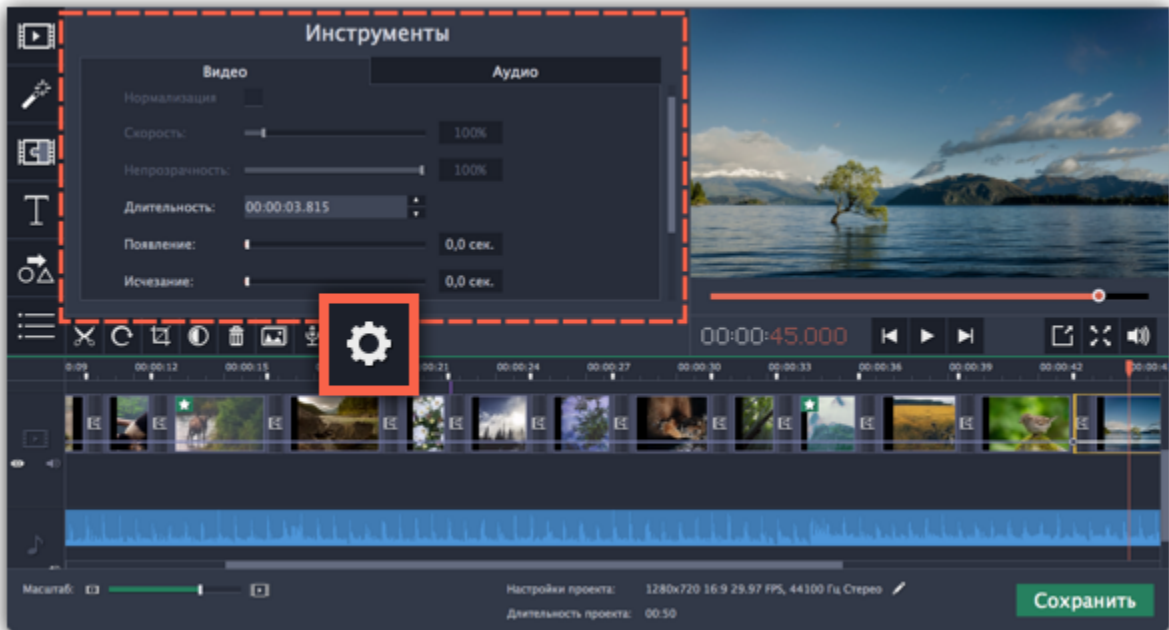 Инструменты
Видео Аудио
Нормализация
Скорость: 100%
Непрозрачность: 100%
Длительность: 00:00:03.815
Появление: 0,0 сек.
Исчезание: 0,0 сек.
T
00:00:45.000
0:09 00:00:12 00:00:15 00:21 00:00:24 00:00:27 00:00:30 00:00:33 00:00:36 00:00:39 00:00:42
Масштаб:
Настройки проекта: 1280x720 16:9 29.97 FPS, 44100 Гц Стерео
Длительность проекта: 00:50
Сохранить